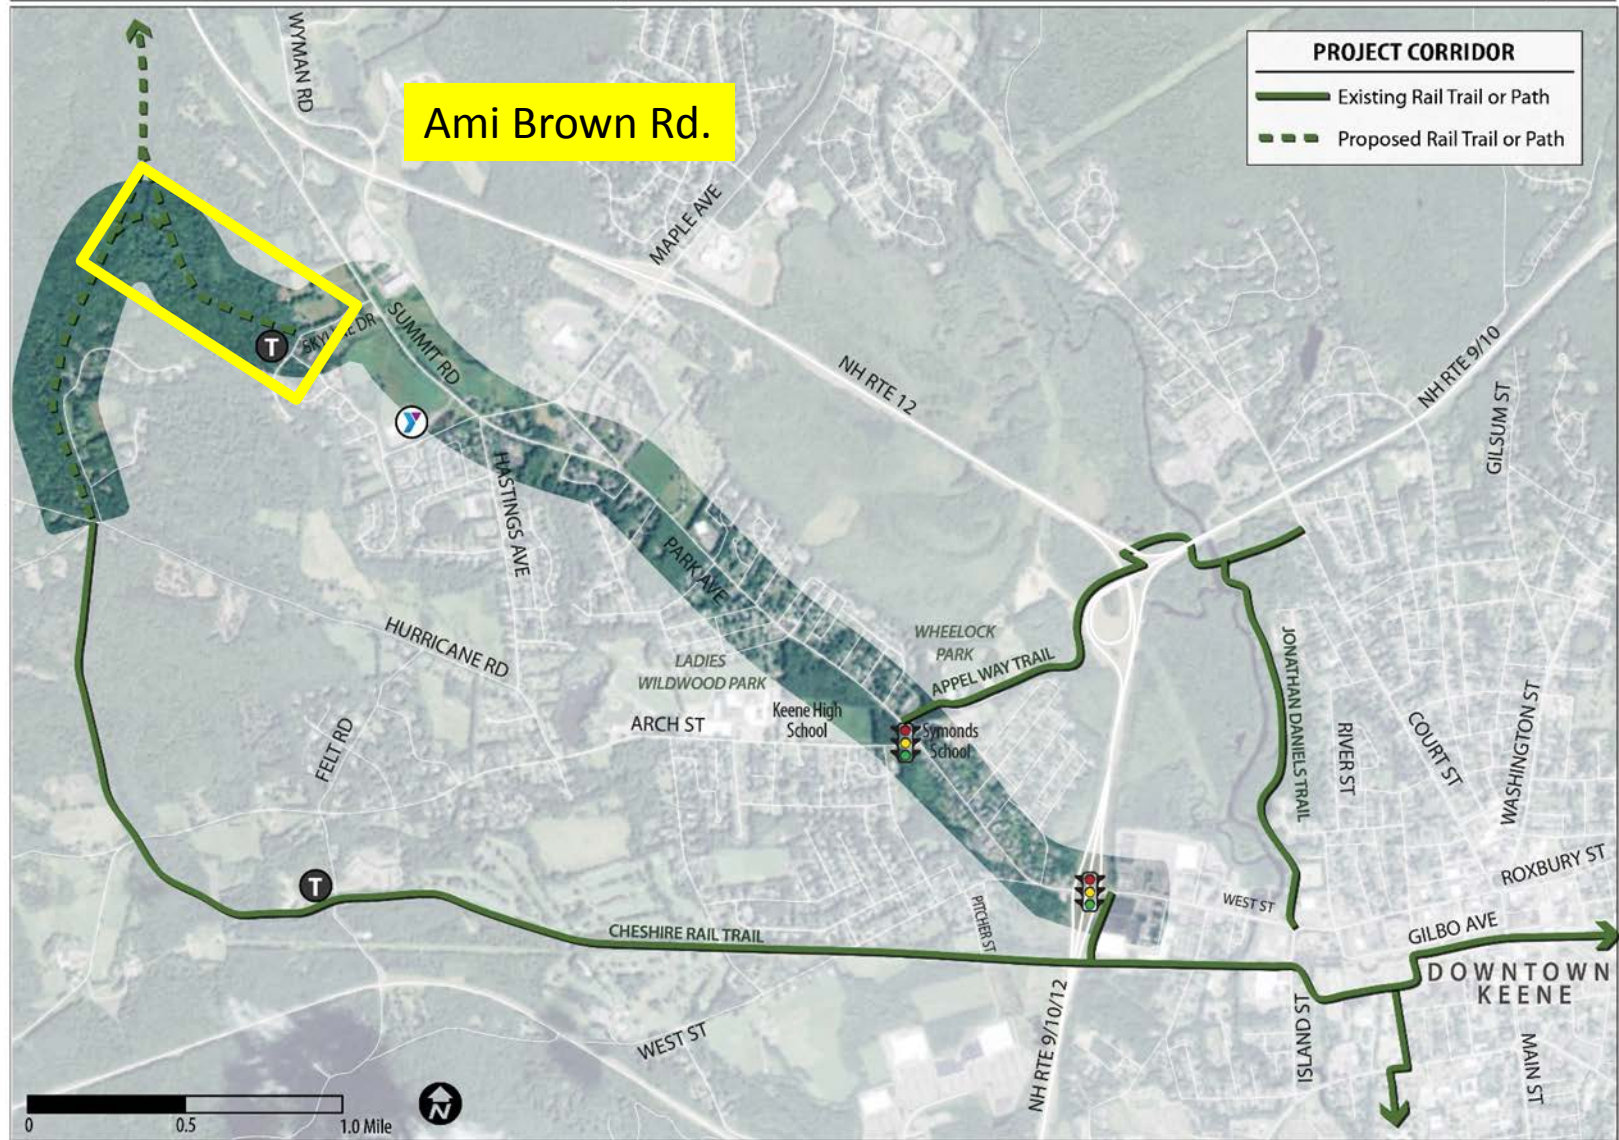 WYMAN RD
Ami Brown Rd.
PROJECT CORRIDOR
Existing Rail Trail or Path
Proposed Rail Trail or Path
MAPLE AVE
SUMMIT RD
SKYLINE DR
T
NH RTE 12
NH RTE 9/10
GILSUM ST
HASTINGS AVE
PARK AVE
HURRICANE RD
LADIES
WILDWOOD PARK
WHEELOCK
PARK
APPEL WAY TRAIL
JONATHAN DANIELS TRAIL
ARCH ST
Keene High
School
Symonds
School
FELT RD
RIVER ST
COURT ST
WASHINGTON ST
ROXBURY ST
T
CHESHIRE RAIL TRAIL
PITCHER ST
WEST ST
GILBO AVE
DOWNTOWN
KEENE
WEST ST
NH RTE 9/10/12
ISLAND ST
MAIN ST
N
0 0.5 1.0 Mile